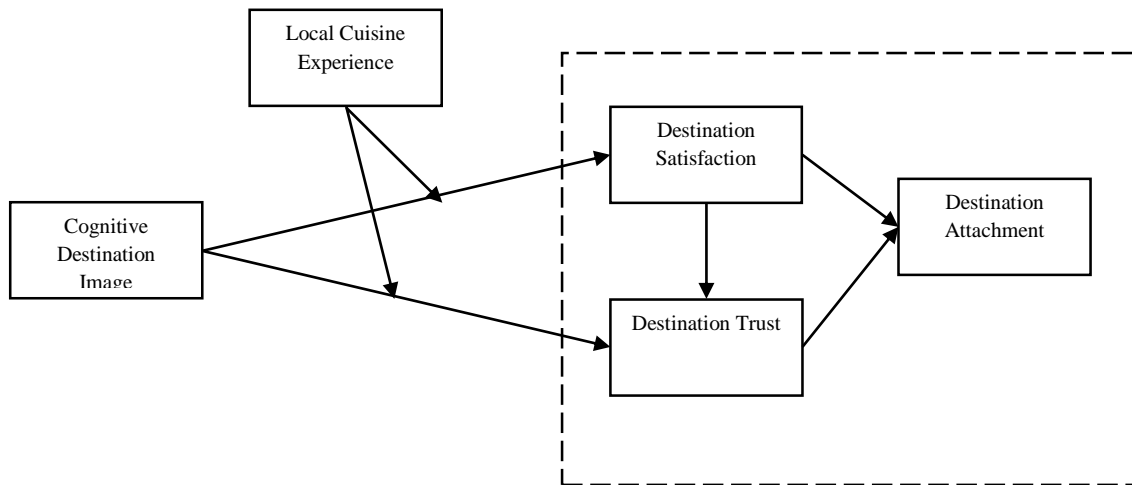 Local Cuisine
Experience
Destination
Satisfaction
Cognitive
Destination
Image
Destination
Attachment
Destination Trust